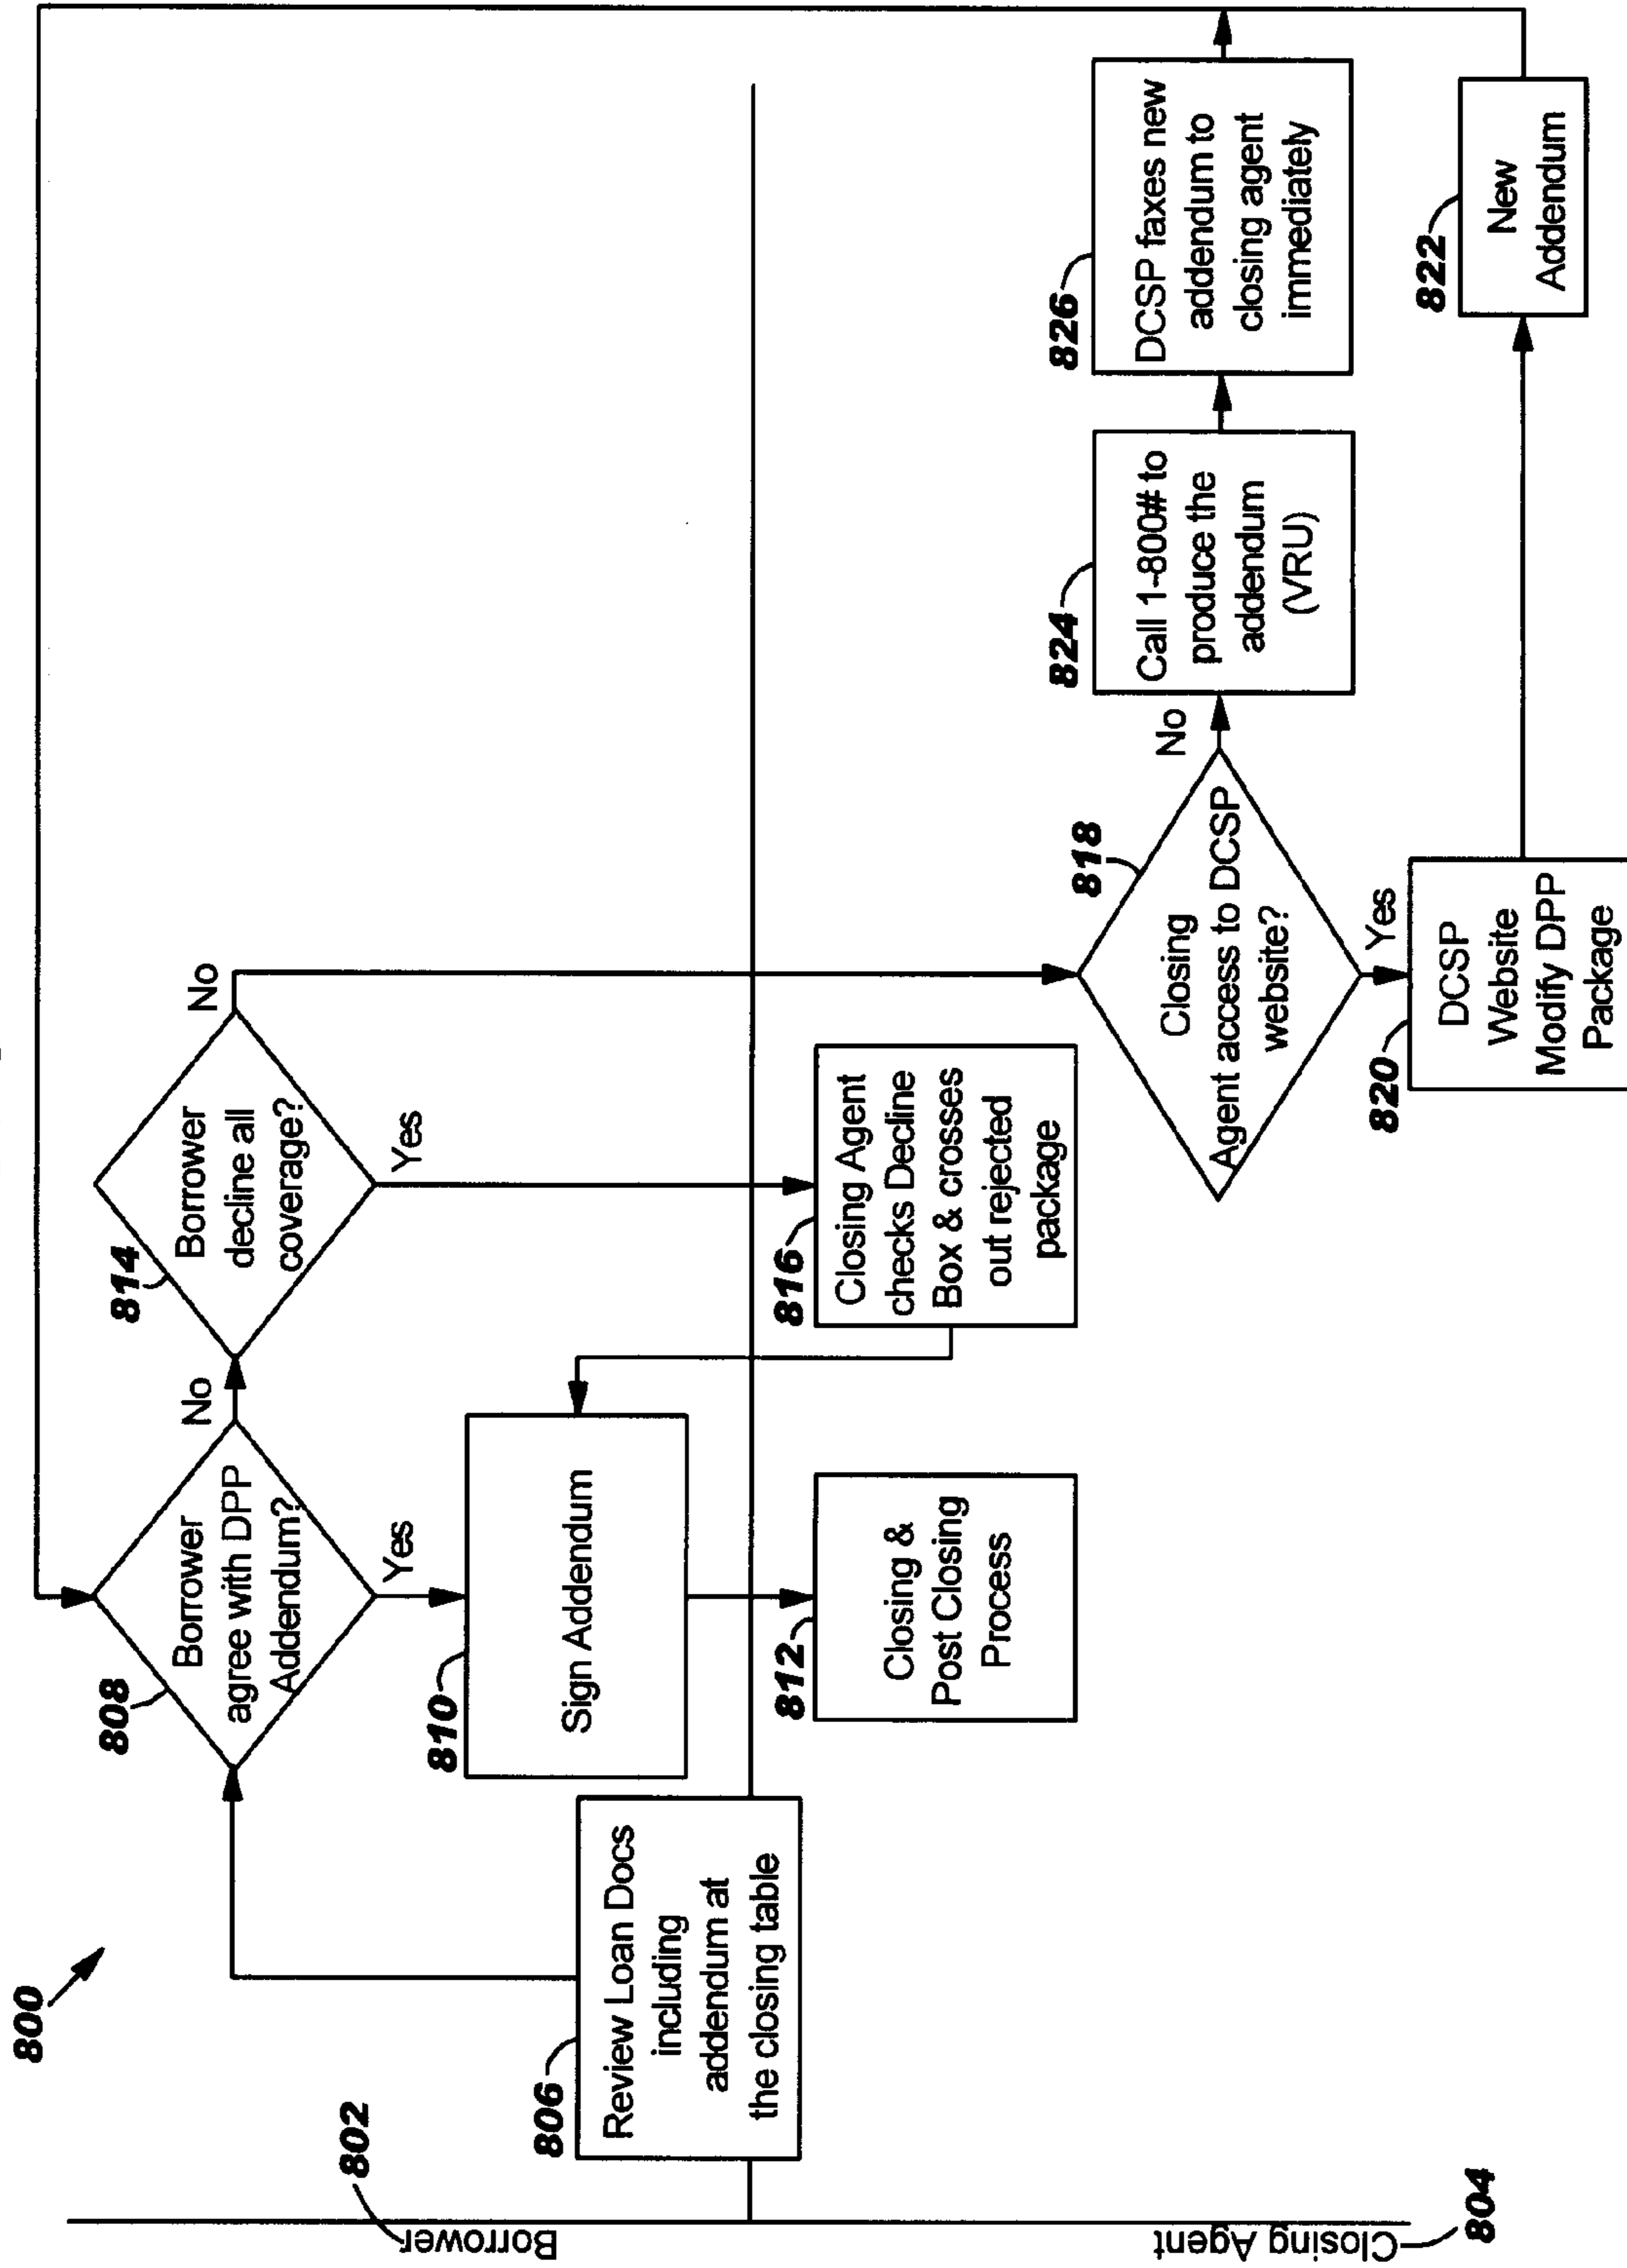 800
802
Borrower
804
Closing Agent
806
Review Loan Docs
including
addendum at
the closing table
808
Borrower
agree with DPP
Addendum?
Yes
No
810
Sign Addendum
812
Closing &
Post Closing
Process
814
Borrower
decline all
coverage?
Yes
No
816
Closing Agent
checks Decline
Box & crosses
out rejected
package
818
Closing
Agent access to DCSP
website?
No
Yes
820
DCSP
Website
Modify DPP
Package
824
Call 1-800# to
produce the
addendum
(VRU)
826
DCSP faxes new
addendum to
closing agent
immediately
822
New
Addendum